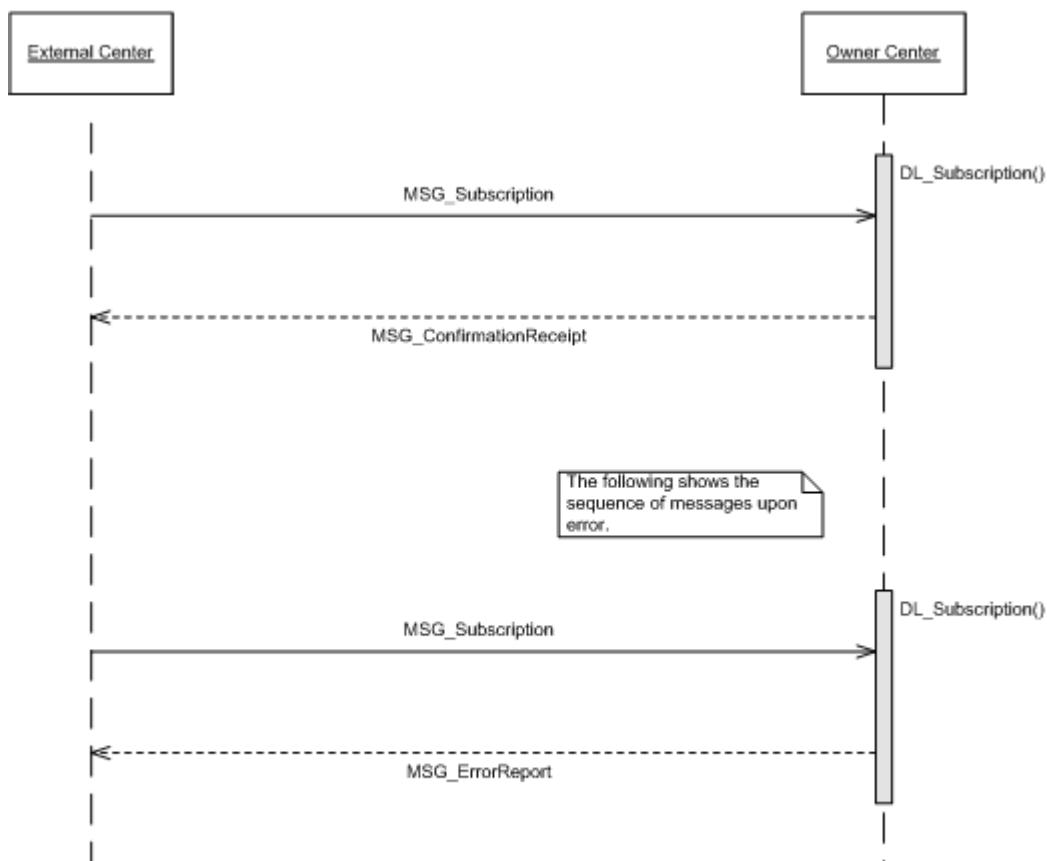 External Center
Owner Center
DL_Subscription()
MSG_Subscription
MSG_ConfirmationReceipt
The following shows the
sequence of messages upon
error.
DL_Subscription()
MSG_Subscription
MSG_ErrorReport